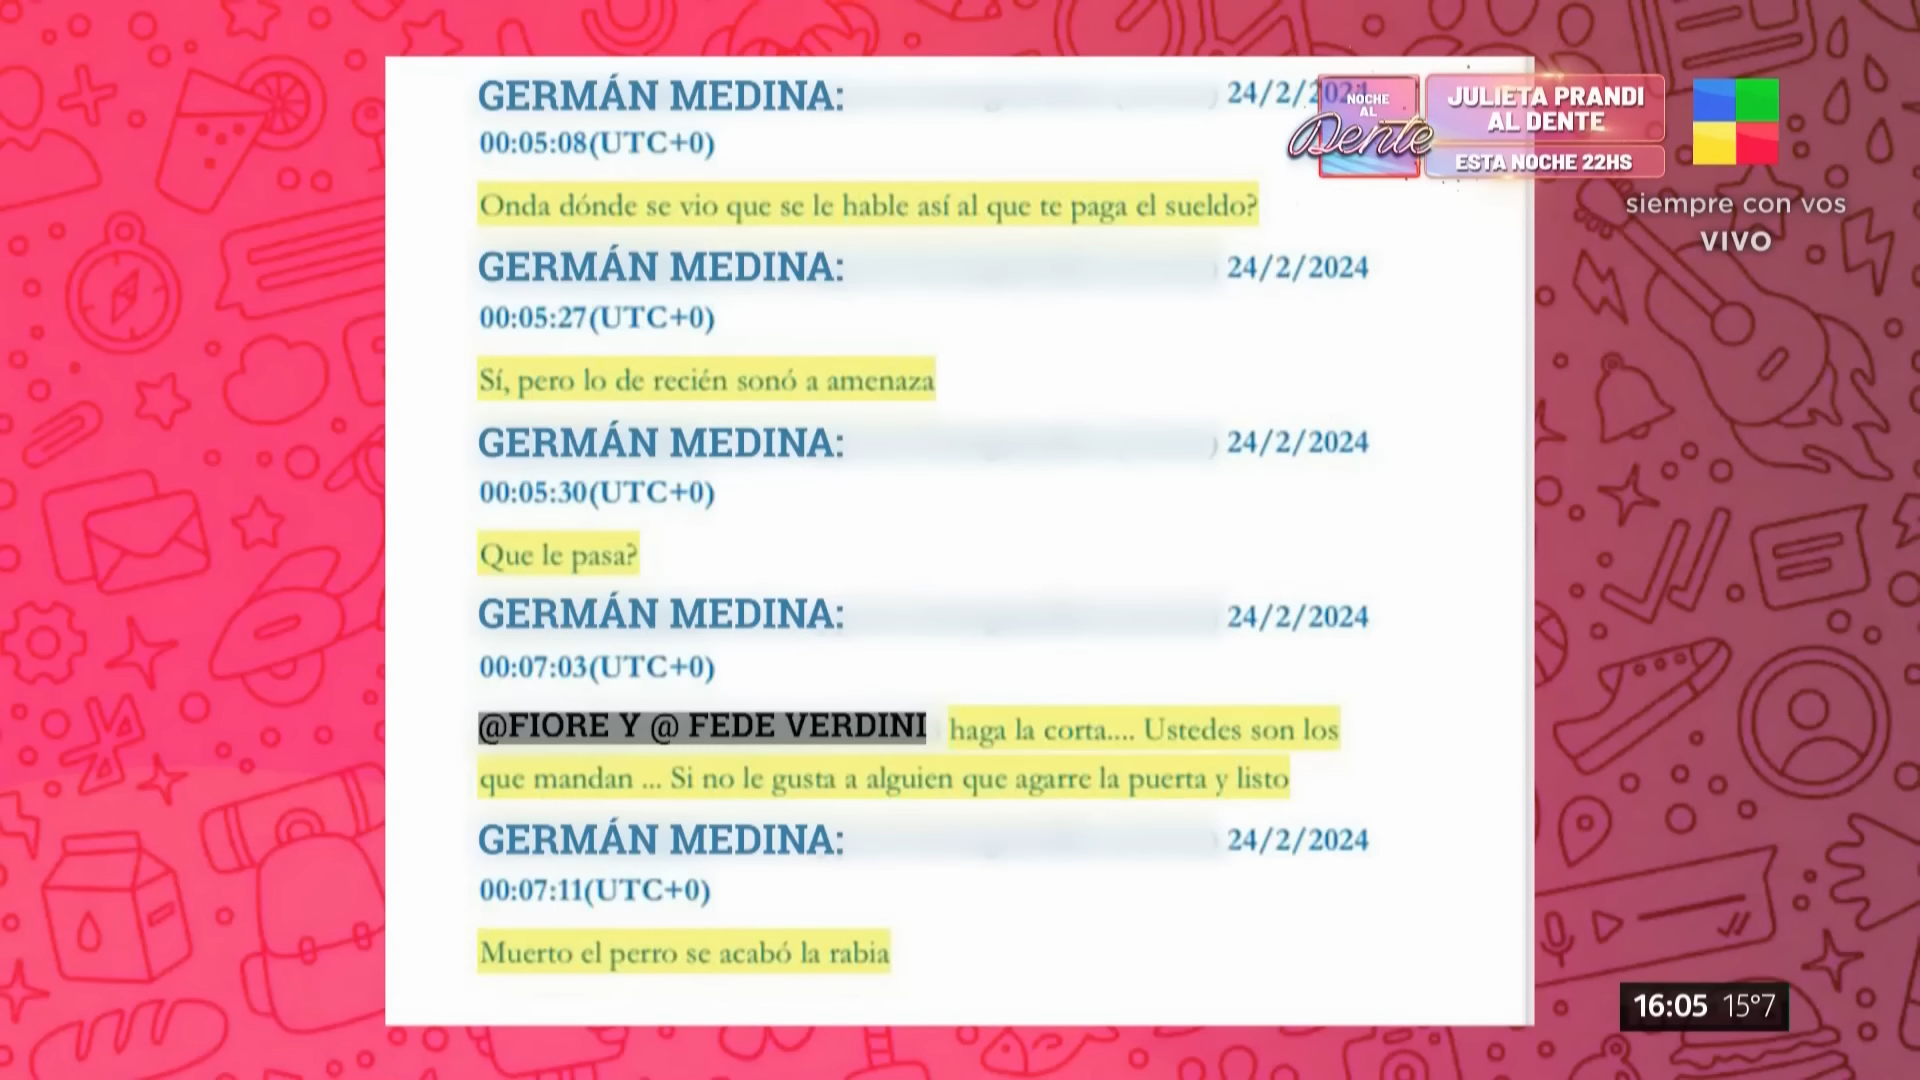 GERMÁN MEDINA: 24/2/2024
00:05:08(UTC+0)
Onda dónde se vio que se le hable así al que te paga el sueldo?
GERMÁN MEDINA: 24/2/2024
00:05:27(UTC+0)
Sí, pero lo de recién sonó a amenaza
GERMÁN MEDINA: ) 24/2/2024
00:05:30(UTC+0)
Que le pasa?
GERMÁN MEDINA: 24/2/2024
00:07:03(UTC+0)
@FIORE Y @ FEDE VERDINI haga la corta.... Ustedes son los
que mandan ... Si no le gusta a alguien que agarre la puerta y listo
GERMÁN MEDINA: 24/2/2024
00:07:11(UTC+0)
Muerto el perro se acabó la rabia
NOCHE
AL
Dente
JULIETA PRANDI
AL DENTE
ESTA NOCHE 22HS
siempre con vos
VIVO
16:05 15°7